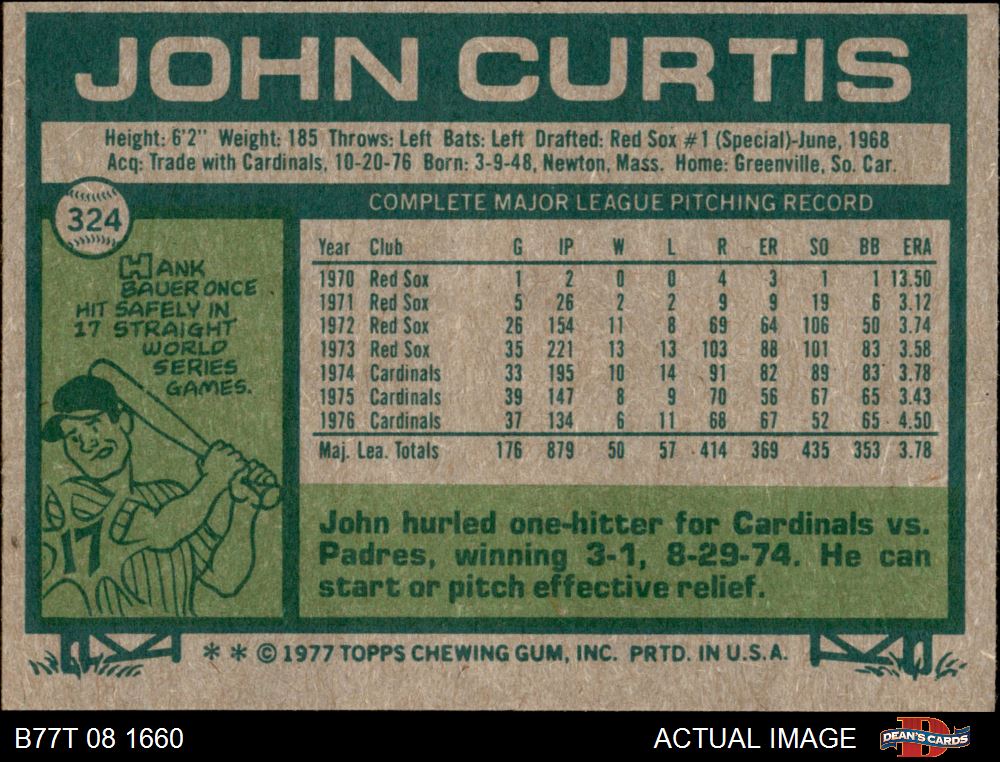 JOHN CURTIS
Height: 6'2" Weight: 185 Throws: Left Bats: Left Drafted: Red Sox #1 (Special)-June, 1968
Acq: Trade with Cardinals, 10-20-76 Born: 3-9-48, Newton, Mass. Home: Greenville, So. Car.
324
COMPLETE MAJOR LEAGUE PITCHING RECORD
HANK
BAUER ONCE
HIT SAFELY IN
17 STRAIGHT
WORLD
SERIES
GAMES.
17
Year Club G IP W L R ER SO BB ERA
1970 Red Sox 1 2 0 0 4 3 1 1 13.50
1971 Red Sox 5 26 2 2 9 9 19 6 3.12
1972 Red Sox 26 154 11 8 69 64 106 50 3.74
1973 Red Sox 35 221 13 13 103 88 101 83 3.58
1974 Cardinals 33 195 10 14 91 82 89 83 3.78
1975 Cardinals 39 147 8 9 70 56 67 65 3.43
1976 Cardinals 37 134 6 11 68 67 52 65 4.50
Maj. Lea. Totals 176 879 50 57 414 369 435 353 3.78
John hurled one-hitter for Cardinals vs.
Padres, winning 3-1, 8-29-74. He can
start or pitch effective relief.
* * © 1977 TOPPS CHEWING GUM, INC. PRTD. IN U.S.A.
B77T 08 1660 ACTUAL IMAGE DEAN'S CARDS